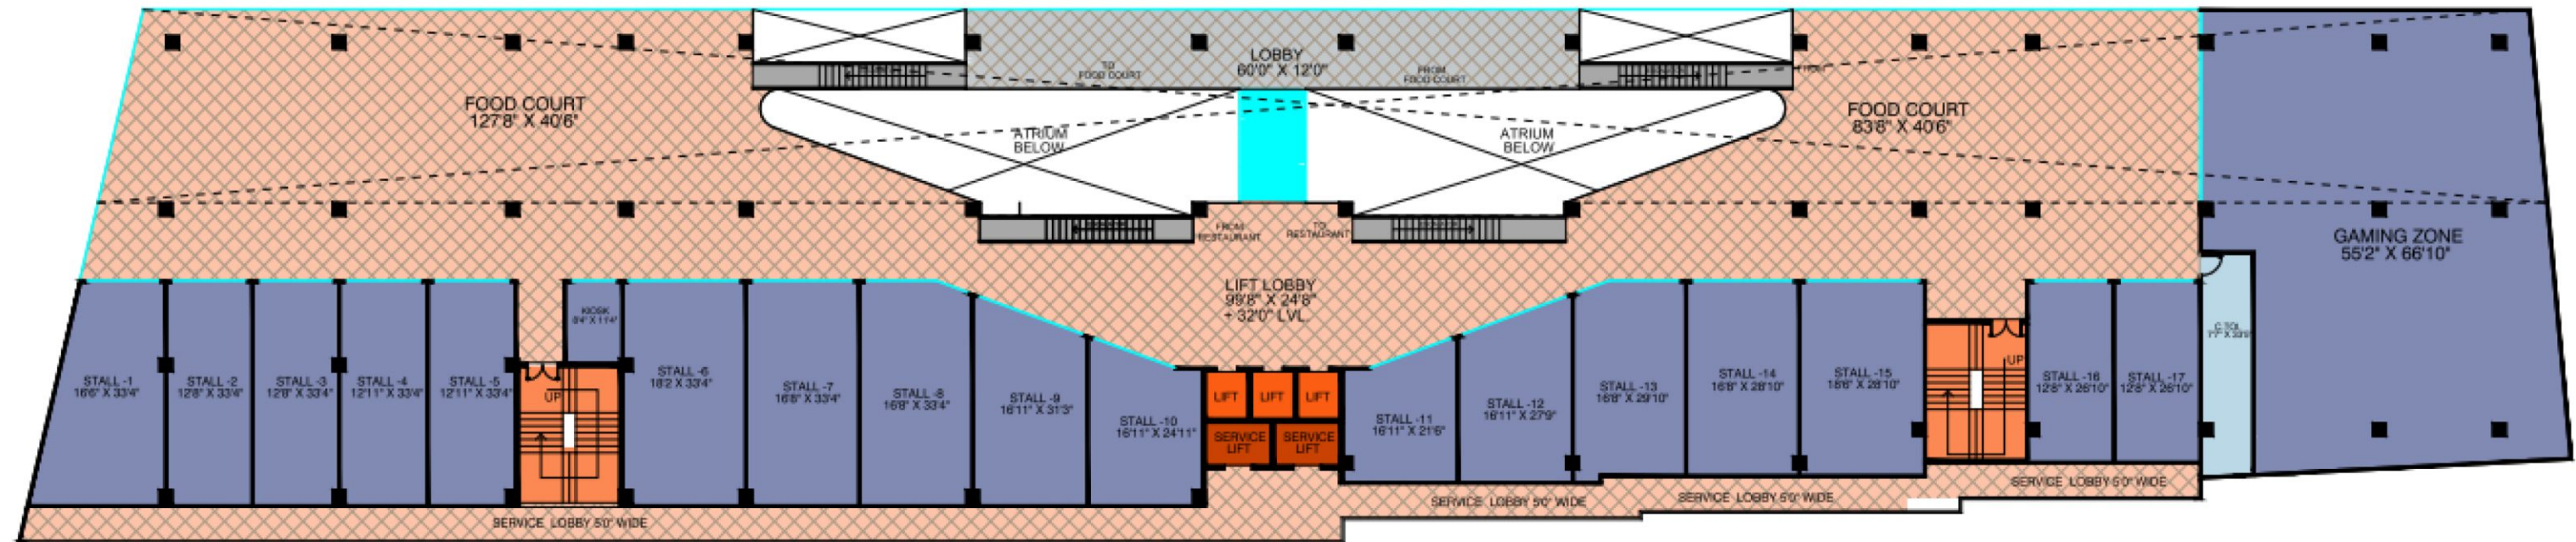 LOBBY
60'0" X 12'0"
TO
FOOD COURT
FROM
FOOD COURT
FOOD COURT
127'8" X 40'6"
FOOD COURT
83'8" X 40'6"
ATRIUM
BELOW
ATRIUM
BELOW
FROM
RESTAURANT
TO
RESTAURANT
GAMING ZONE
55'2" X 66'10"
LIFT LOBBY
99'8" X 24'8"
+ 32'0" LVL.
KIOSK
8'4" X 11'4"
STALL -1
16'6" X 33'4"
STALL -2
12'8" X 33'4"
STALL -3
12'8" X 33'4"
STALL -4
12'11" X 33'4"
STALL -5
12'11" X 33'4"
UP
STALL -6
18'2 X 33'4"
STALL -7
16'8" X 33'4"
STALL -8
16'8" X 33'4"
STALL -9
16'11" X 31'3"
STALL -10
16'11" X 24'11"
LIFT
LIFT
LIFT
SERVICE
LIFT
SERVICE
LIFT
STALL -11
16'11" X 21'6"
STALL -12
16'11" X 27'9"
STALL -13
16'8" X 29'10"
STALL -14
16'8" X 28'10"
STALL -15
18'6" X 28'10"
UP
STALL -16
12'8" X 26'10"
STALL -17
12'8" X 26'10"
SERVICE LOBBY 5'0" WIDE
SERVICE LOBBY 5'0" WIDE
SERVICE LOBBY 5'0" WIDE
SERVICE LOBBY 5'0" WIDE